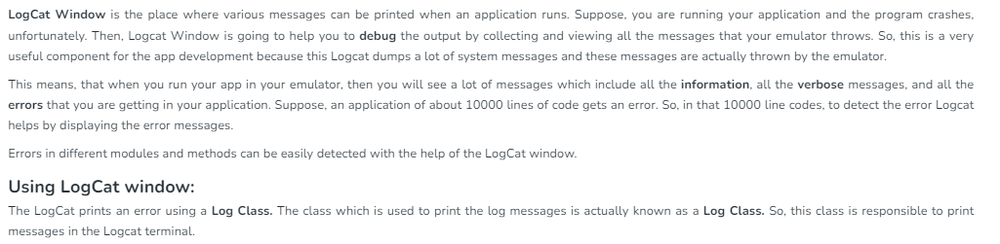 LogCat Window is the place where various messages can be printed when an application runs. Suppose, you are running your application and the program crashes,
unfortunately. Then, Logcat Window is going to help you to debug the output by collecting and viewing all the messages that your emulator throws. So, this is a very
useful component for the app development because this Logcat dumps a lot of system messages and these messages are actually thrown by the emulator.
This means, that when you run your app in your emulator, then you will see a lot of messages which include all the information, all the verbose messages, and all the
errors that you are getting in your application. Suppose, an application of about 10000 lines of code gets an error. So, in that 10000 line codes, to detect the error Logcat
helps by displaying the error messages.
Errors in different modules and methods can be easily detected with the help of the LogCat window.
Using LogCat window:
The LogCat prints an error using a Log Class. The class which is used to print the log messages is actually known as a Log Class. So, this class is responsible to print
messages in the Logcat terminal.